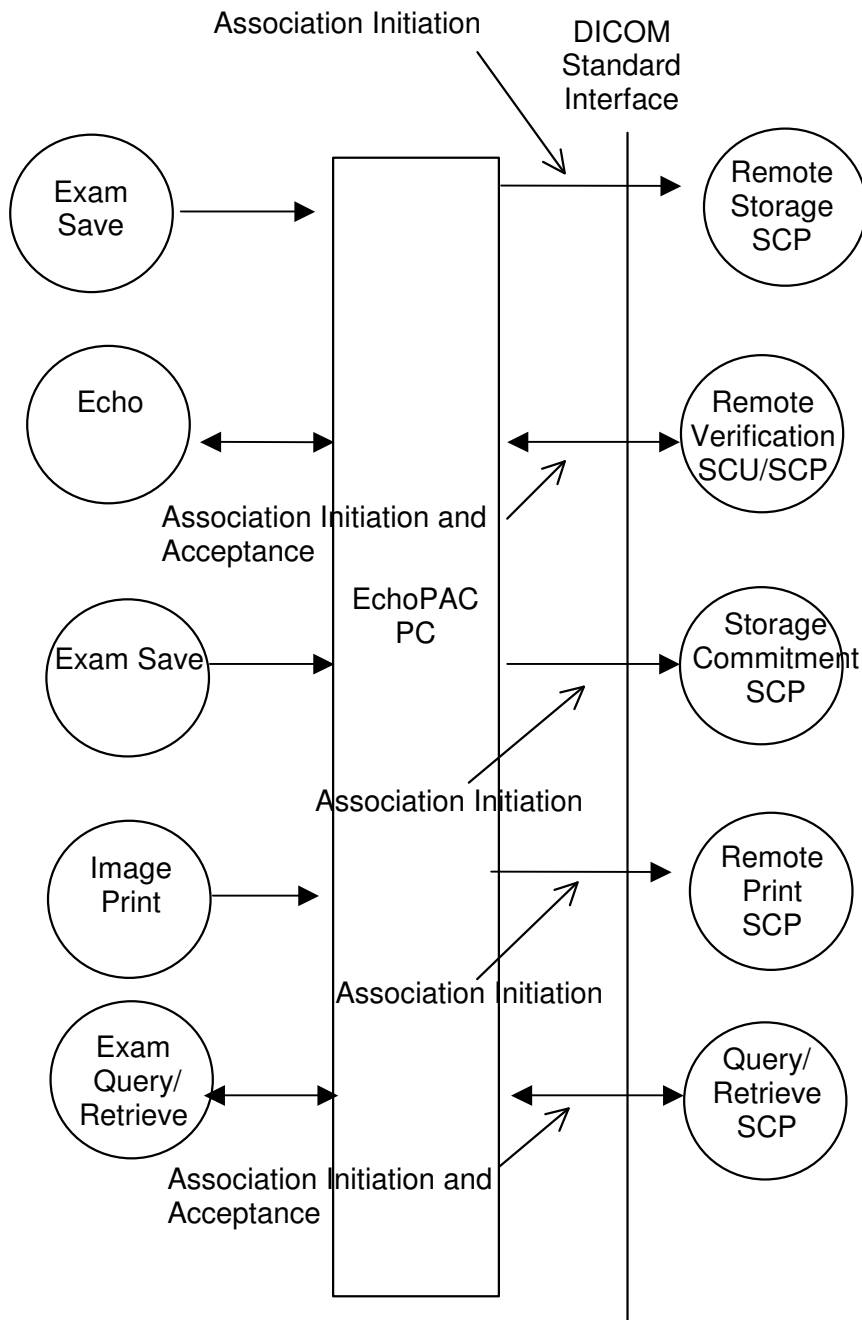 Association Initiation
DICOM
Standard
Interface
Exam
Save
Remote
Storage
SCP
Echo
Remote
Verification
SCU/SCP
Association Initiation and
Acceptance
EchoPAC
PC
Exam Save
Storage
Commitment
SCP
Association Initiation
Image
Print
Remote
Print
SCP
Association Initiation
Exam
Query/
Retrieve
Query/
Retrieve
SCP
Association Initiation and
Acceptance